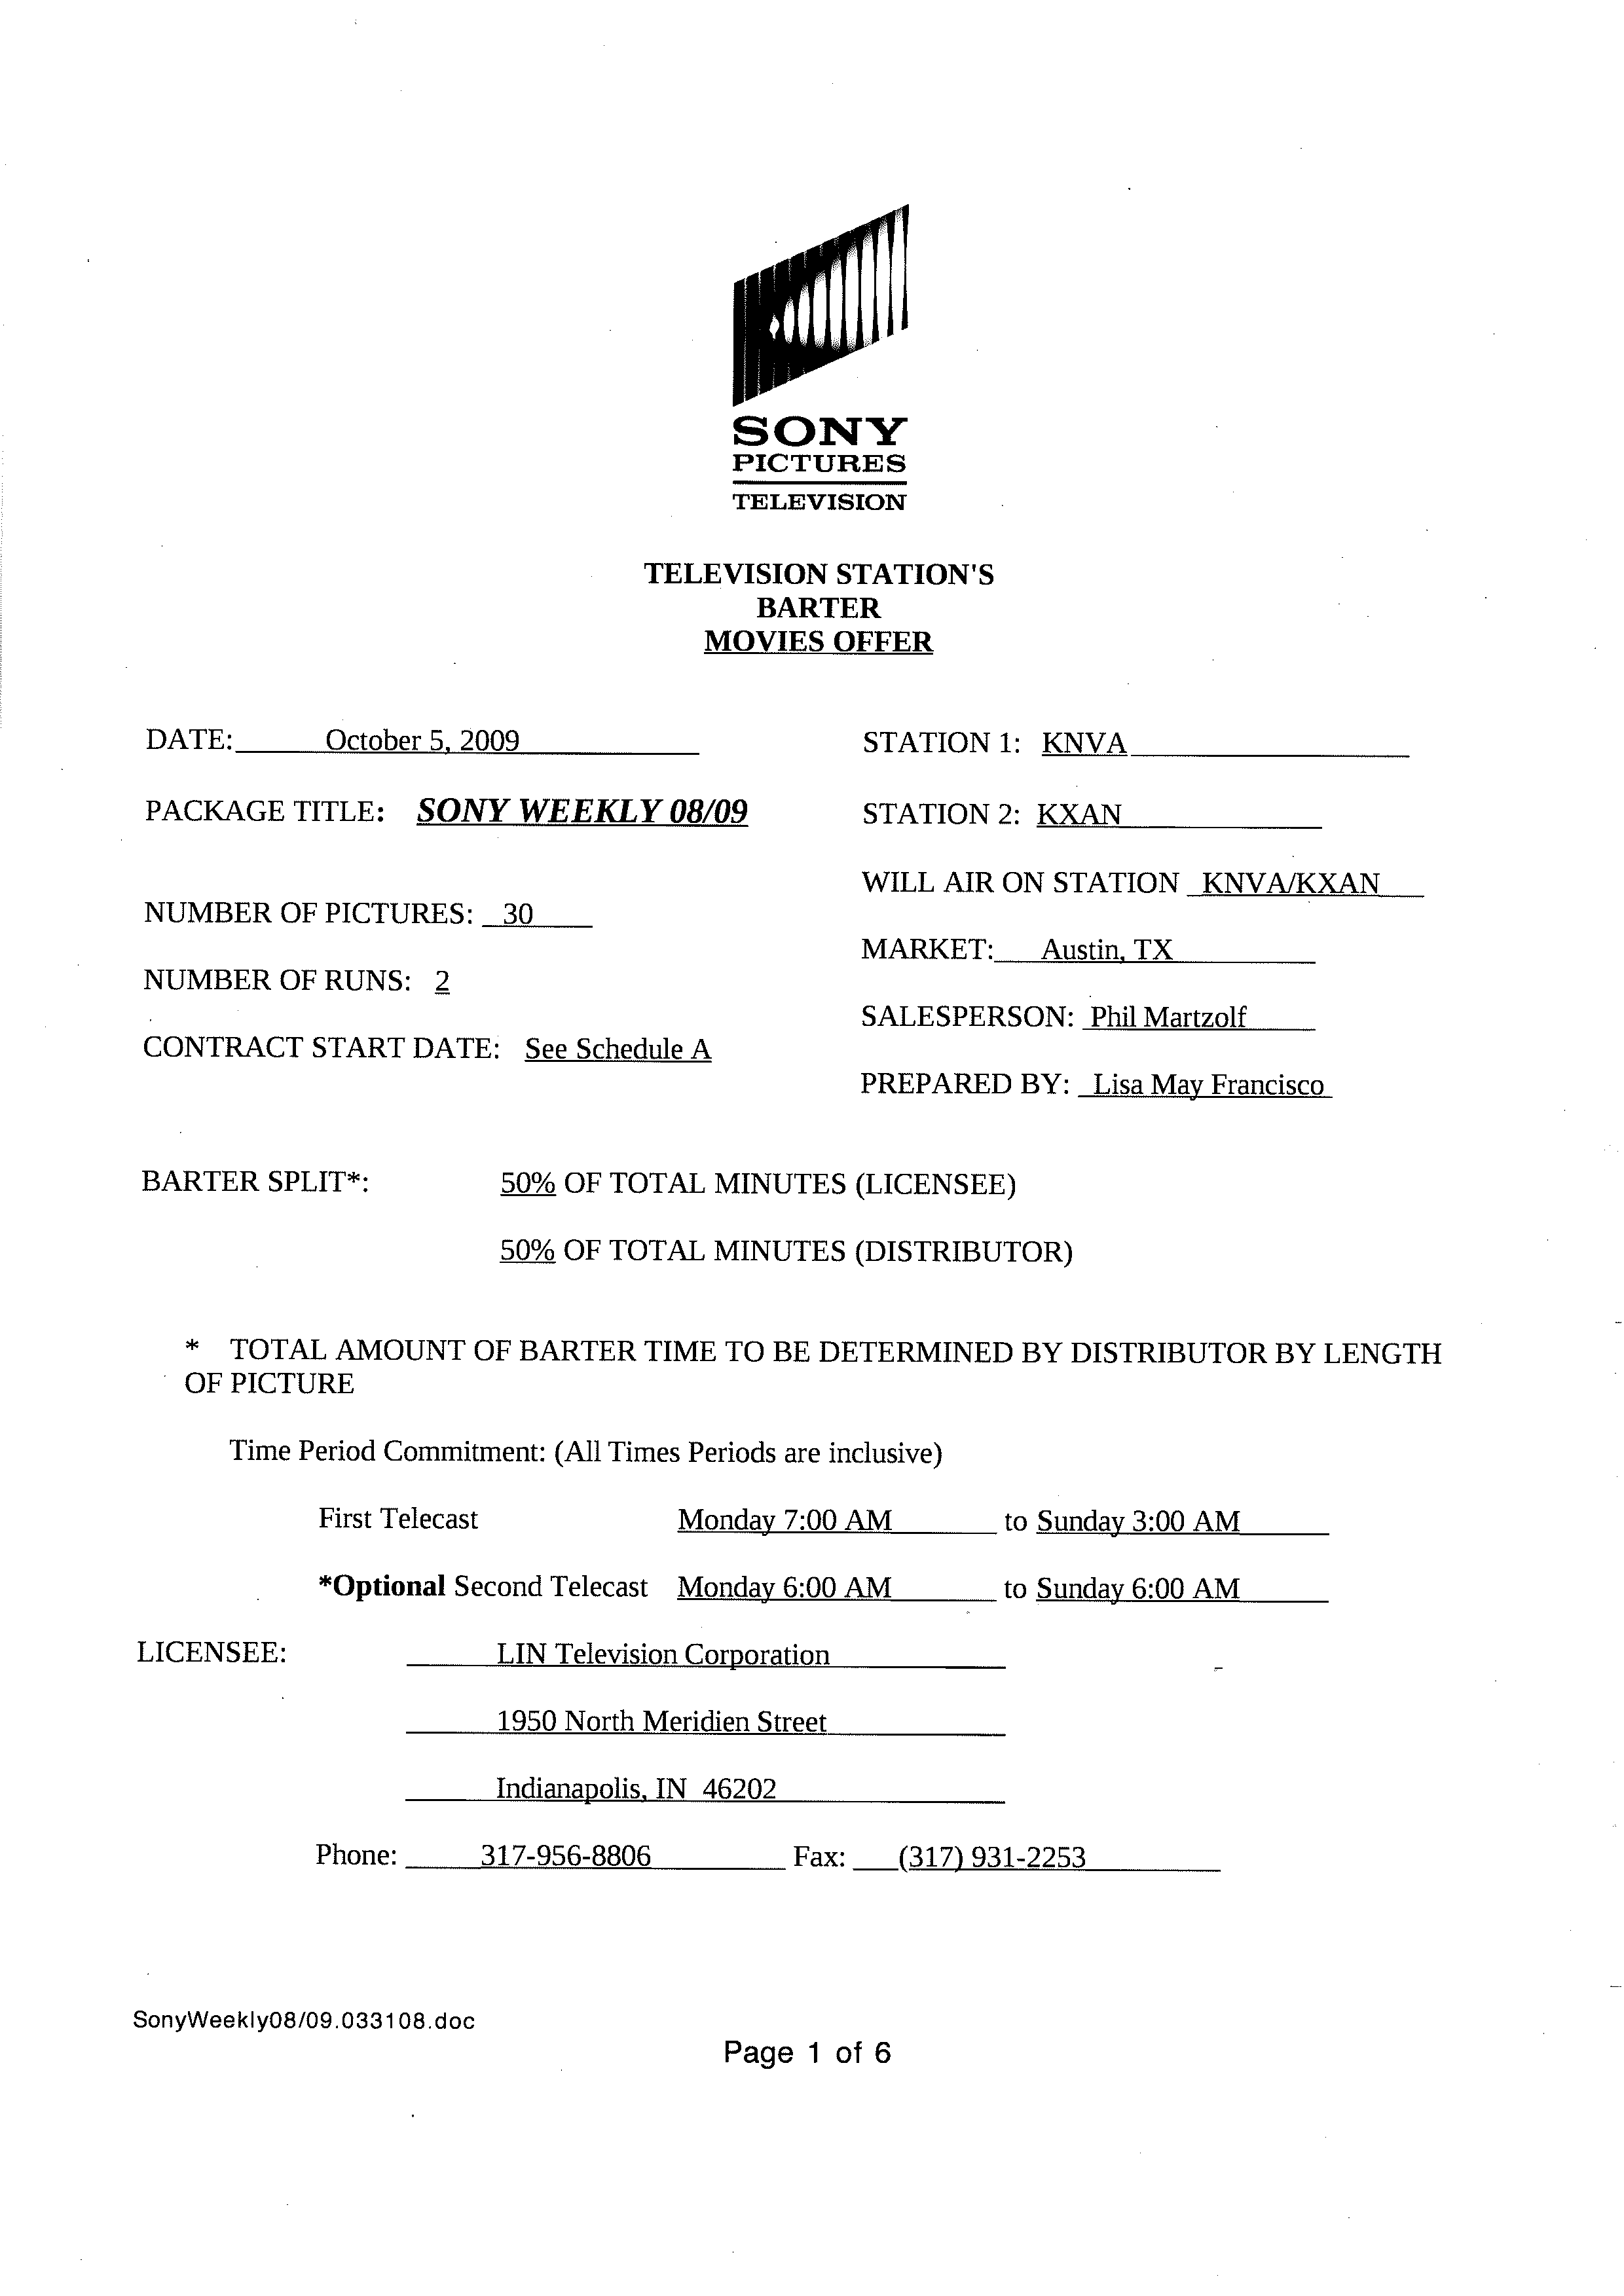 SONY
PICTURES
TELEVISION
TELEVISION STATION'S
BARTER
MOVIES OFFER
DATE: October 5, 2009
STATION 1: KNVA
PACKAGE TITLE: SONY WEEKLY 08/09
STATION 2: KXAN
WILL AIR ON STATION KNVA/KXAN
NUMBER OF PICTURES: 30
MARKET: Austin, TX
NUMBER OF RUNS: 2
SALESPERSON: Phil Martzolf
CONTRACT START DATE: See Schedule A
PREPARED BY: Lisa May Francisco
BARTER SPLIT*: 50% OF TOTAL MINUTES (LICENSEE)
50% OF TOTAL MINUTES (DISTRIBUTOR)
* TOTAL AMOUNT OF BARTER TIME TO BE DETERMINED BY DISTRIBUTOR BY LENGTH
OF PICTURE
Time Period Commitment: (All Times Periods are inclusive)
First Telecast Monday 7:00 AM to Sunday 3:00 AM
*Optional Second Telecast Monday 6:00 AM to Sunday 6:00 AM
LICENSEE: LIN Television Corporation
1950 North Meridien Street
Indianapolis, IN 46202
Phone: 317-956-8806 Fax: (317) 931-2253
SonyWeekly08/09.033108.doc
Page 1 of 6